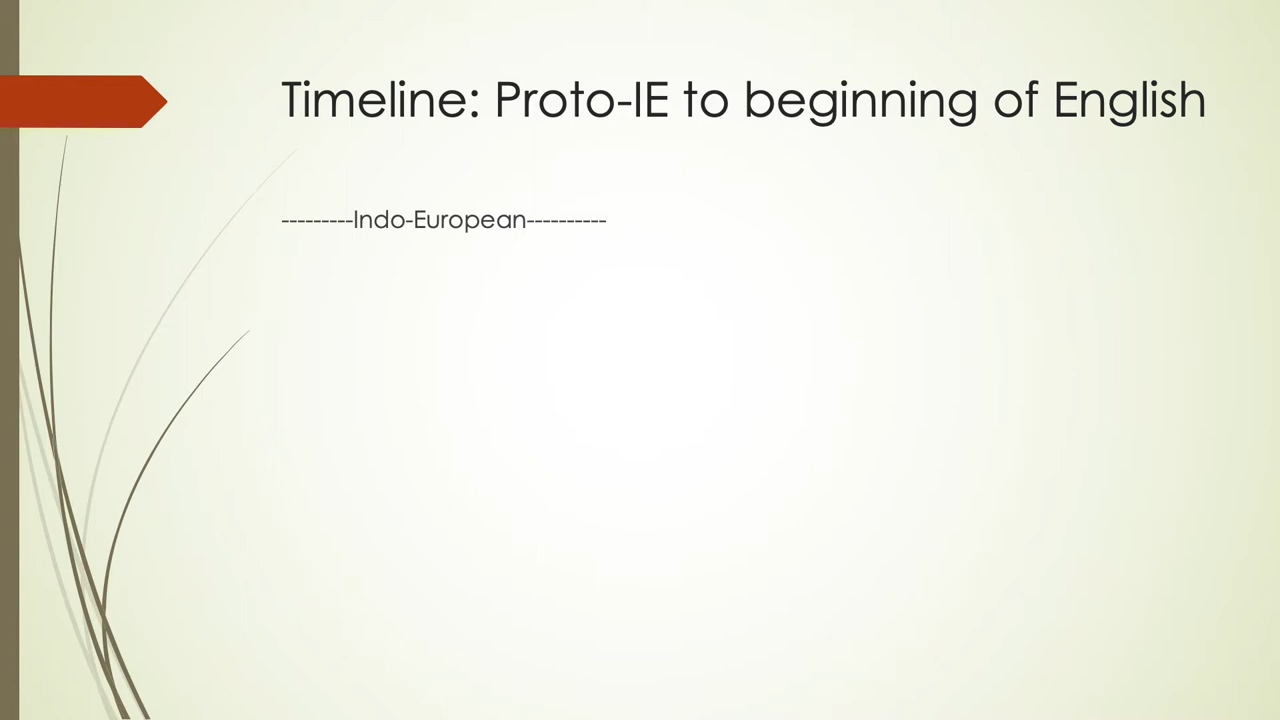 Timeline: Proto-IE to beginning of English
---------Indo-European----------